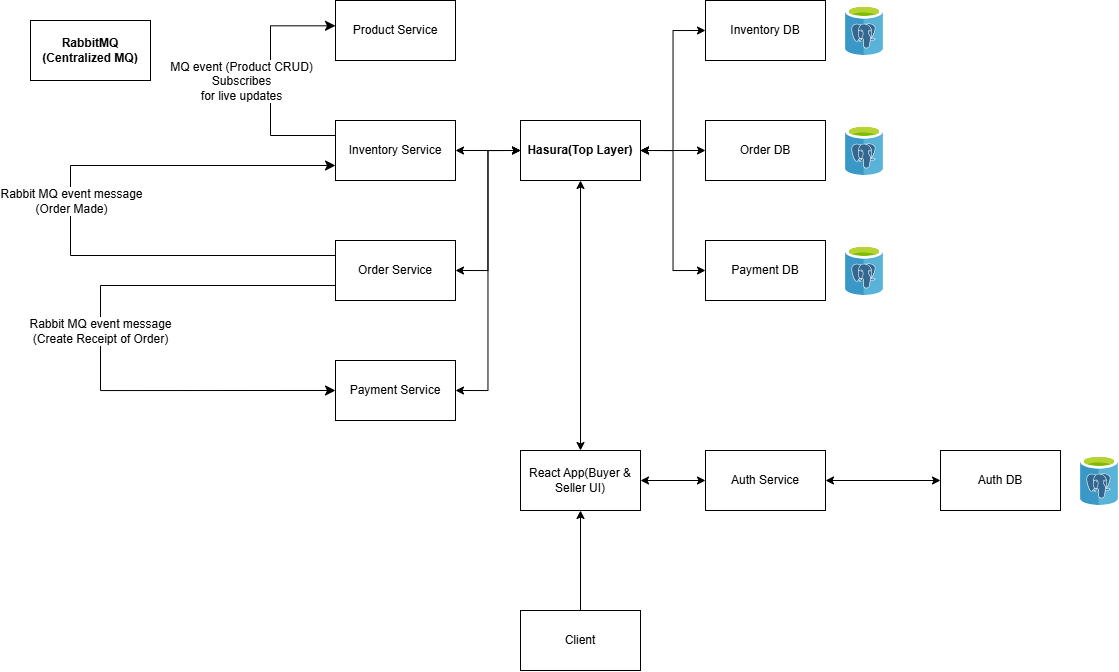 RabbitMQ
(Centralized MQ)
Product Service
Inventory DB
MQ event (Product CRUD)
Subscribes
for live updates
Inventory Service
Hasura(Top Layer)
Order DB
Rabbit MQ event message
(Order Made)
Order Service
Payment DB
Rabbit MQ event message
(Create Receipt of Order)
Payment Service
React App(Buyer &
Seller UI)
Auth Service
Auth DB
Client